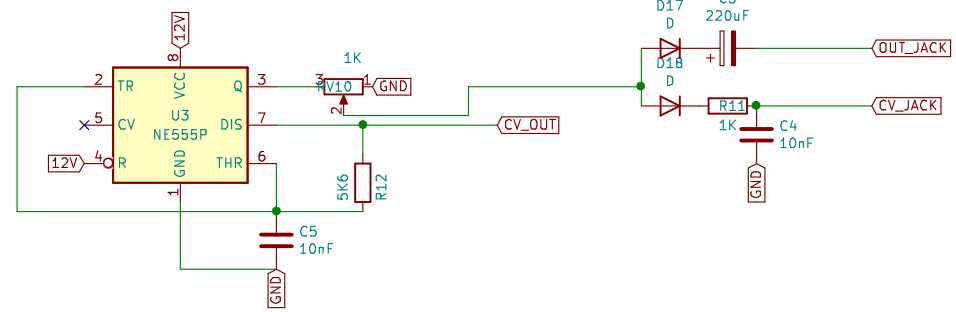 D17
D
220uF
12V
OUT_JACK
1K
8
D18
D
2
TR
VCC
Q
3
3
RV10
1
GND
2
R11
1K
CV_JACK
U3
NE555P
5
CV
DIS
7
CV_OUT
C4
10nF
12V
4
R
GND
THR
6
5K6
R12
GND
1
C5
10nF
GND